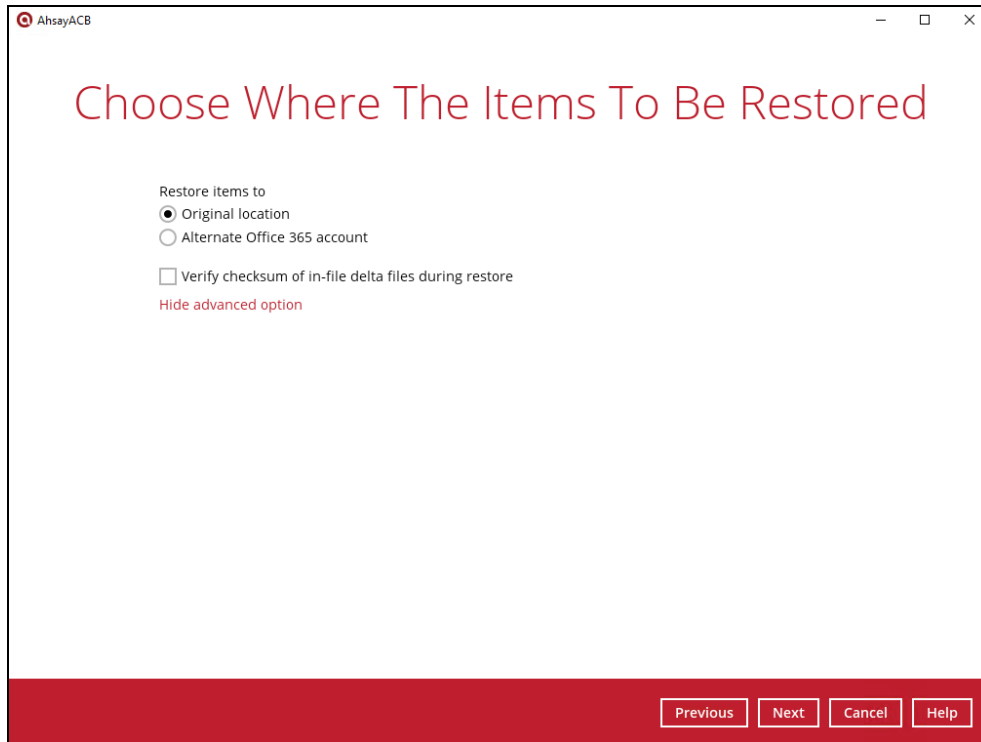 AhsayACB
Choose Where The Items To Be Restored
Restore items to
Original location
Alternate Office 365 account
Verify checksum of in-file delta files during restore
Hide advanced option
Previous Next Cancel Help